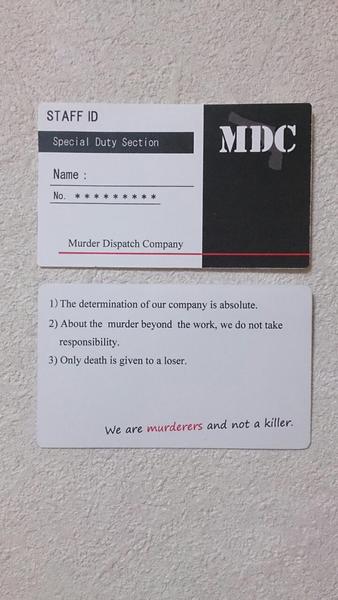 STAFF ID
Special Duty Section
MDC
Name :
No. * * * * * * * * *
Murder Dispatch Company
1) The determination of our company is absolute.
2) About the murder beyond the work, we do not take
responsibility.
3) Only death is given to a loser.
We are murderers and not a killer.